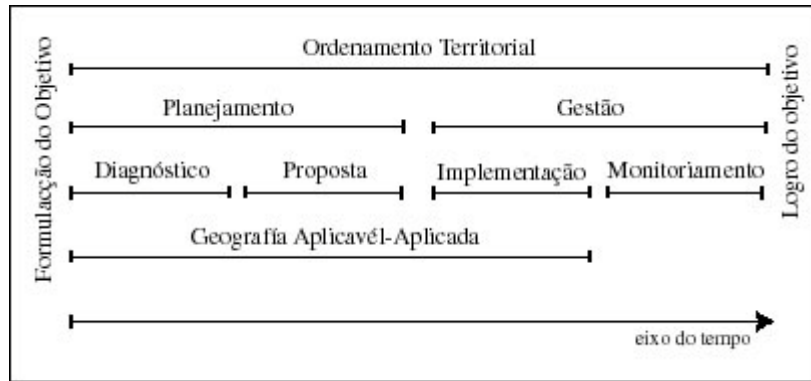 Ordenamento Territorial
Formulacção do Objetivo
Logro do objetivo
Planejamento
Gestão
Diagnóstico
Proposta
Implementação
Monitoriamento
Geografía Aplicavél-Aplicada
eixo do tempo